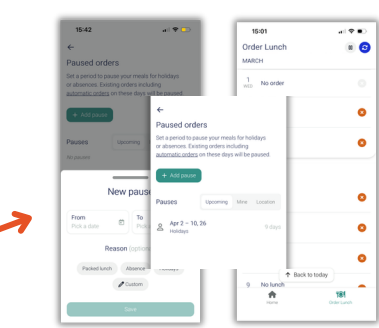 15:42
Paused orders
Set a period to pause your meals for holidays
or absences. Existing orders including
automatic orders on these days will be paused
+ Add pause
Pauses
Upcoming
No pauses
New pause
From
Pick a date
To
Reason (optional)
Packed lunch
Absence
Custom
Save
Paused orders
Set a period to pause your meals for holidays
or absences. Existing orders including
automatic orders on these days will be paused
+ Add pause
Pauses
Upcoming
Mine
Location
Apr 2 – 10, 26
Holidays
9 days
15:01
Order Lunch
MARCH
1
WED
No order
9
No lunch
Back to today
Home
Order Lunch